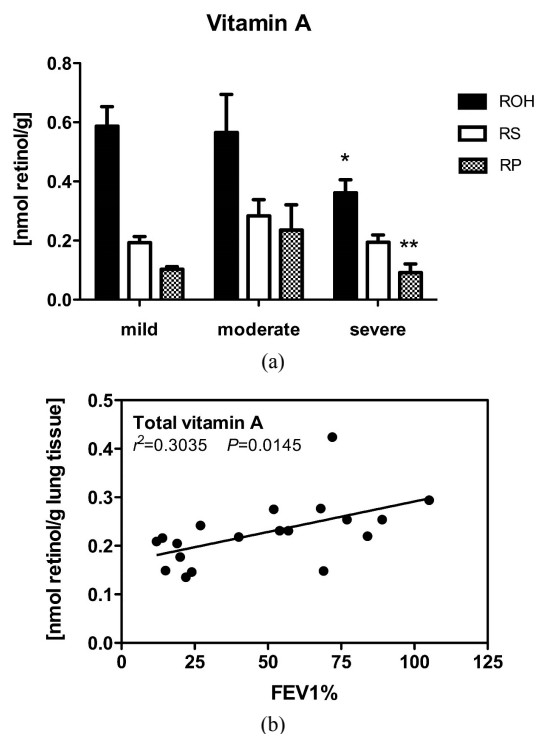 Vitamin A
[nmol retinol/g]
0.8
0.6
0.4
0.2
0.0
*
**
mild moderate severe
ROH
RS
RP
(a)
[nmol retinol/g lung tissue]
0.5
0.4
0.3
0.2
0.1
0.0
Total vitamin A
r²=0.3035 P=0.0145
0 25 50 75 100 125
FEV1%
(b)